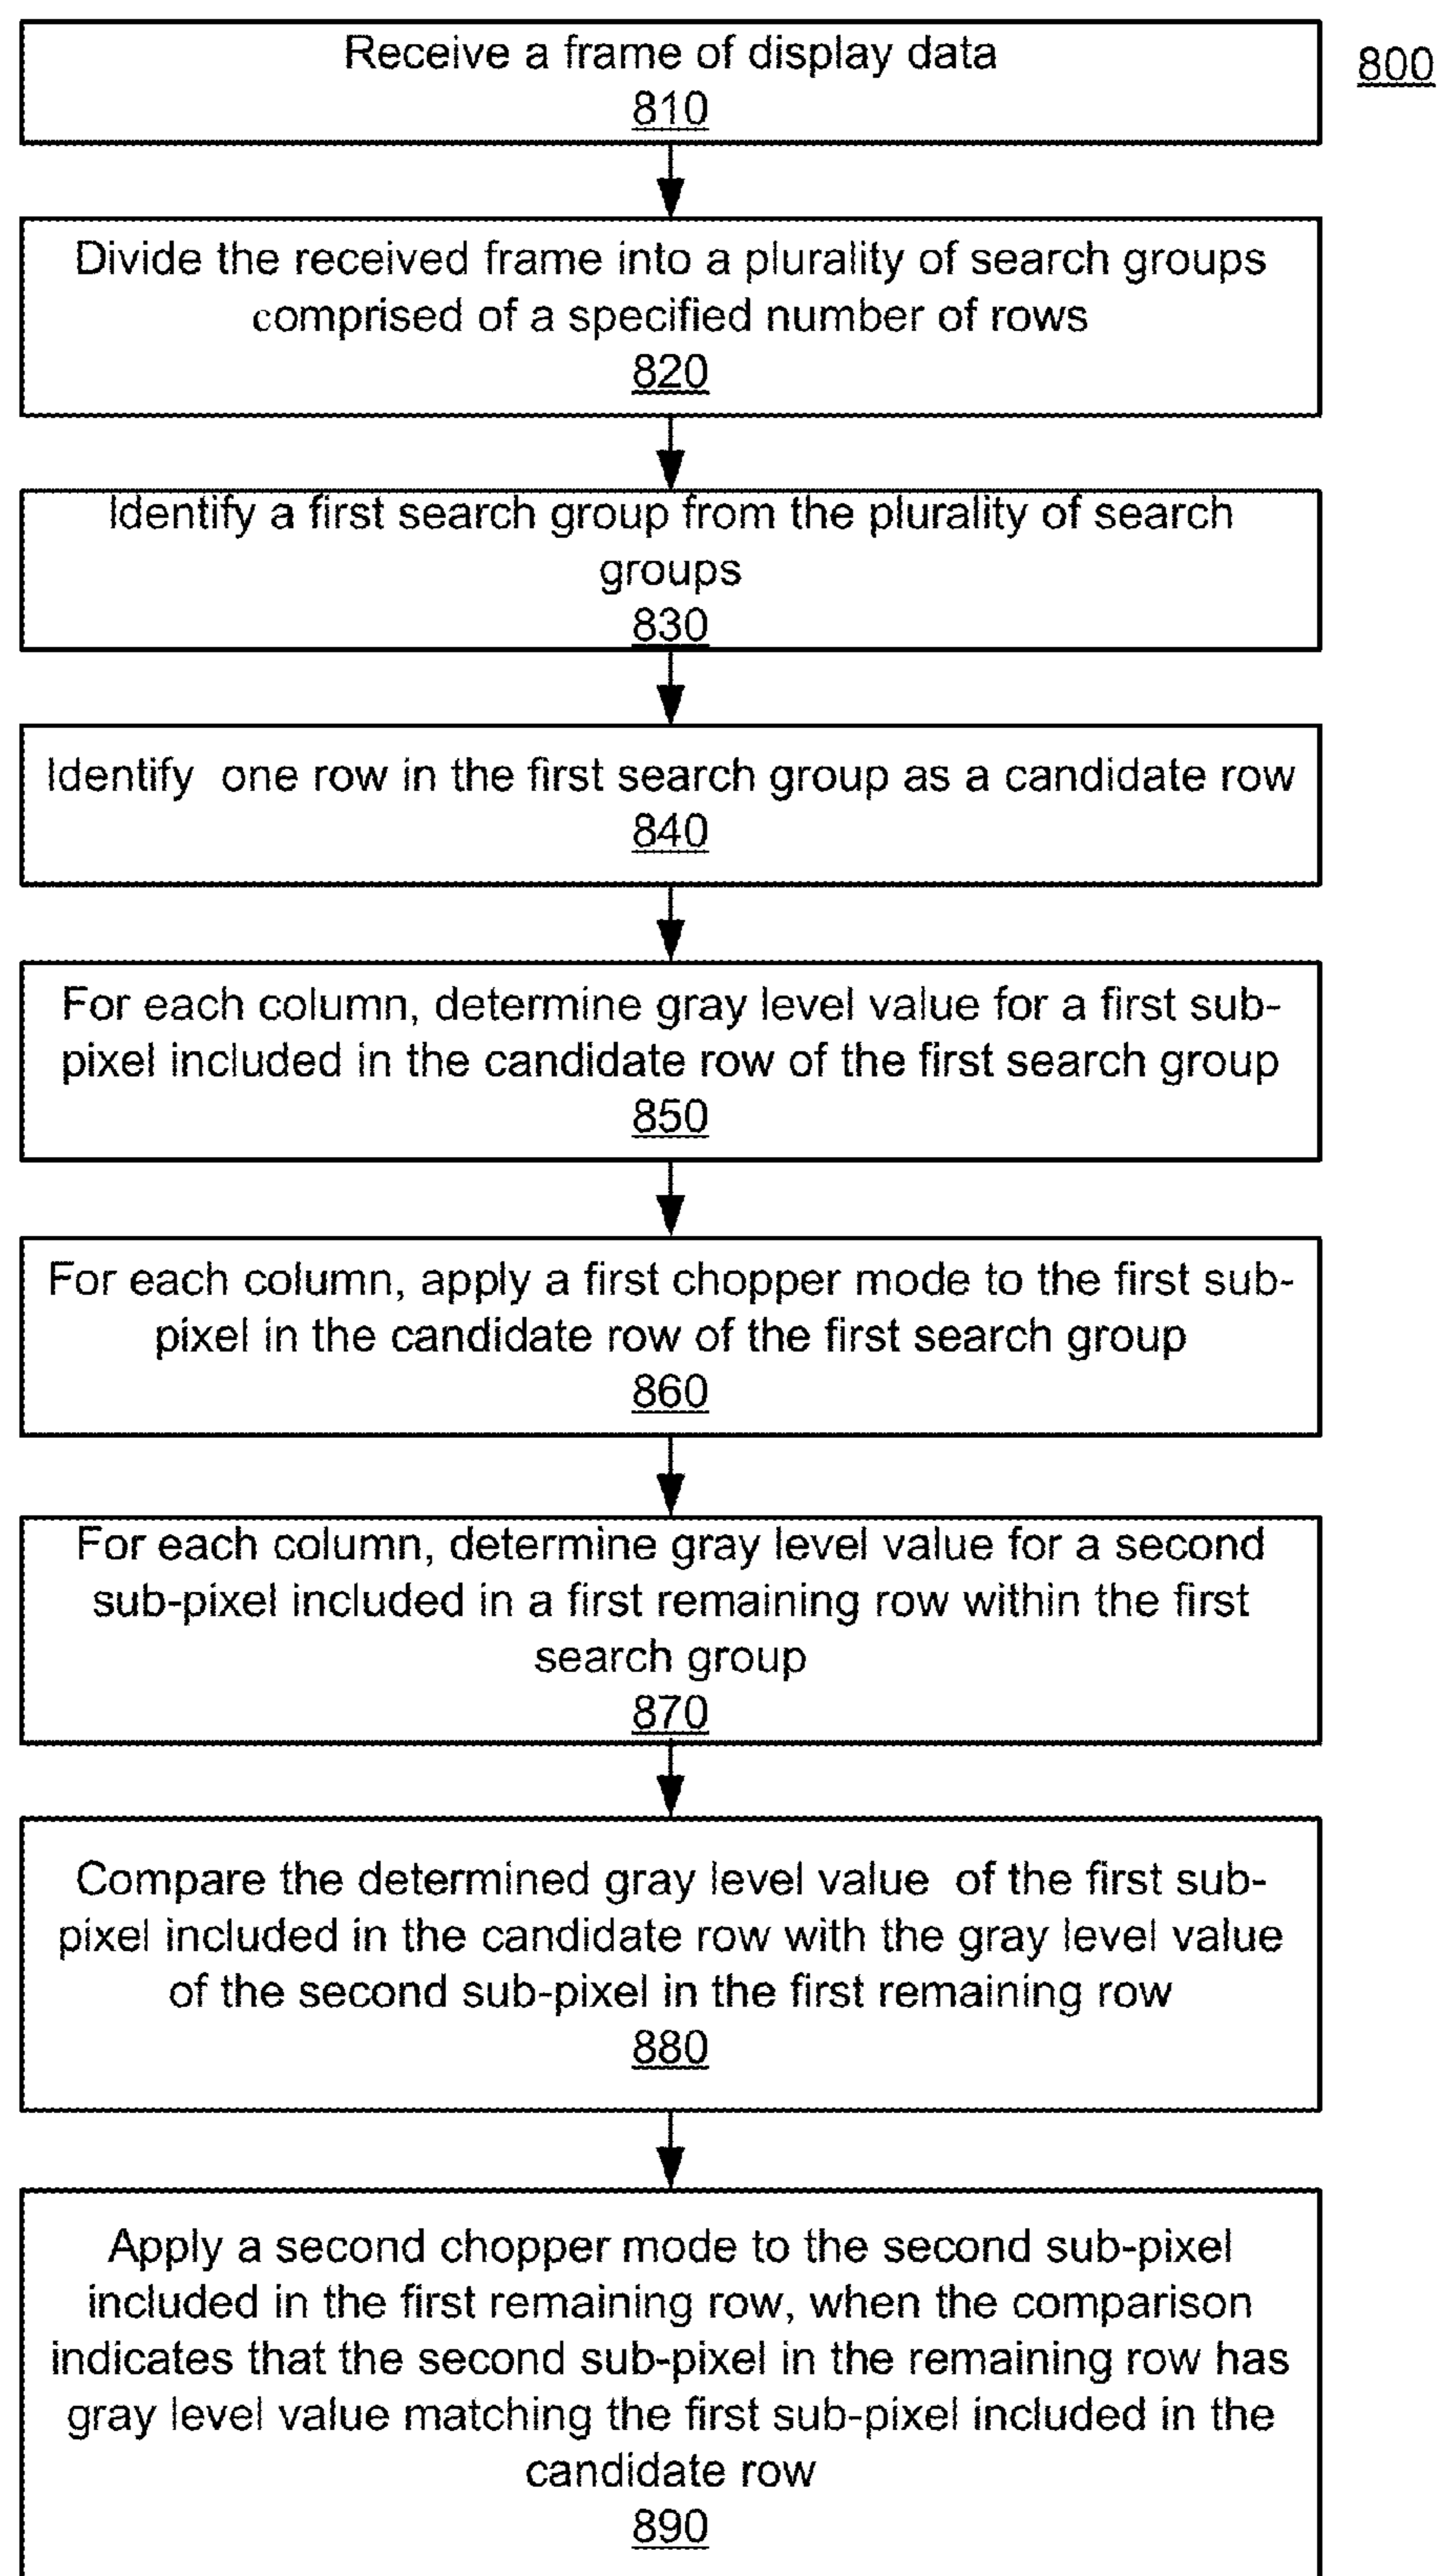 Receive a frame of display data
810
800
Divide the received frame into a plurality of search groups
comprised of a specified number of rows
820
Identify a first search group from the plurality of search
groups
830
Identify one row in the first search group as a candidate row
840
For each column, determine gray level value for a first sub-
pixel included in the candidate row of the first search group
850
For each column, apply a first chopper mode to the first sub-
pixel in the candidate row of the first search group
860
For each column, determine gray level value for a second
sub-pixel included in a first remaining row within the first
search group
870
Compare the determined gray level value of the first sub-
pixel included in the candidate row with the gray level value
of the second sub-pixel in the first remaining row
880
Apply a second chopper mode to the second sub-pixel
included in the first remaining row, when the comparison
indicates that the second sub-pixel in the remaining row has
gray level value matching the first sub-pixel included in the
candidate row
890